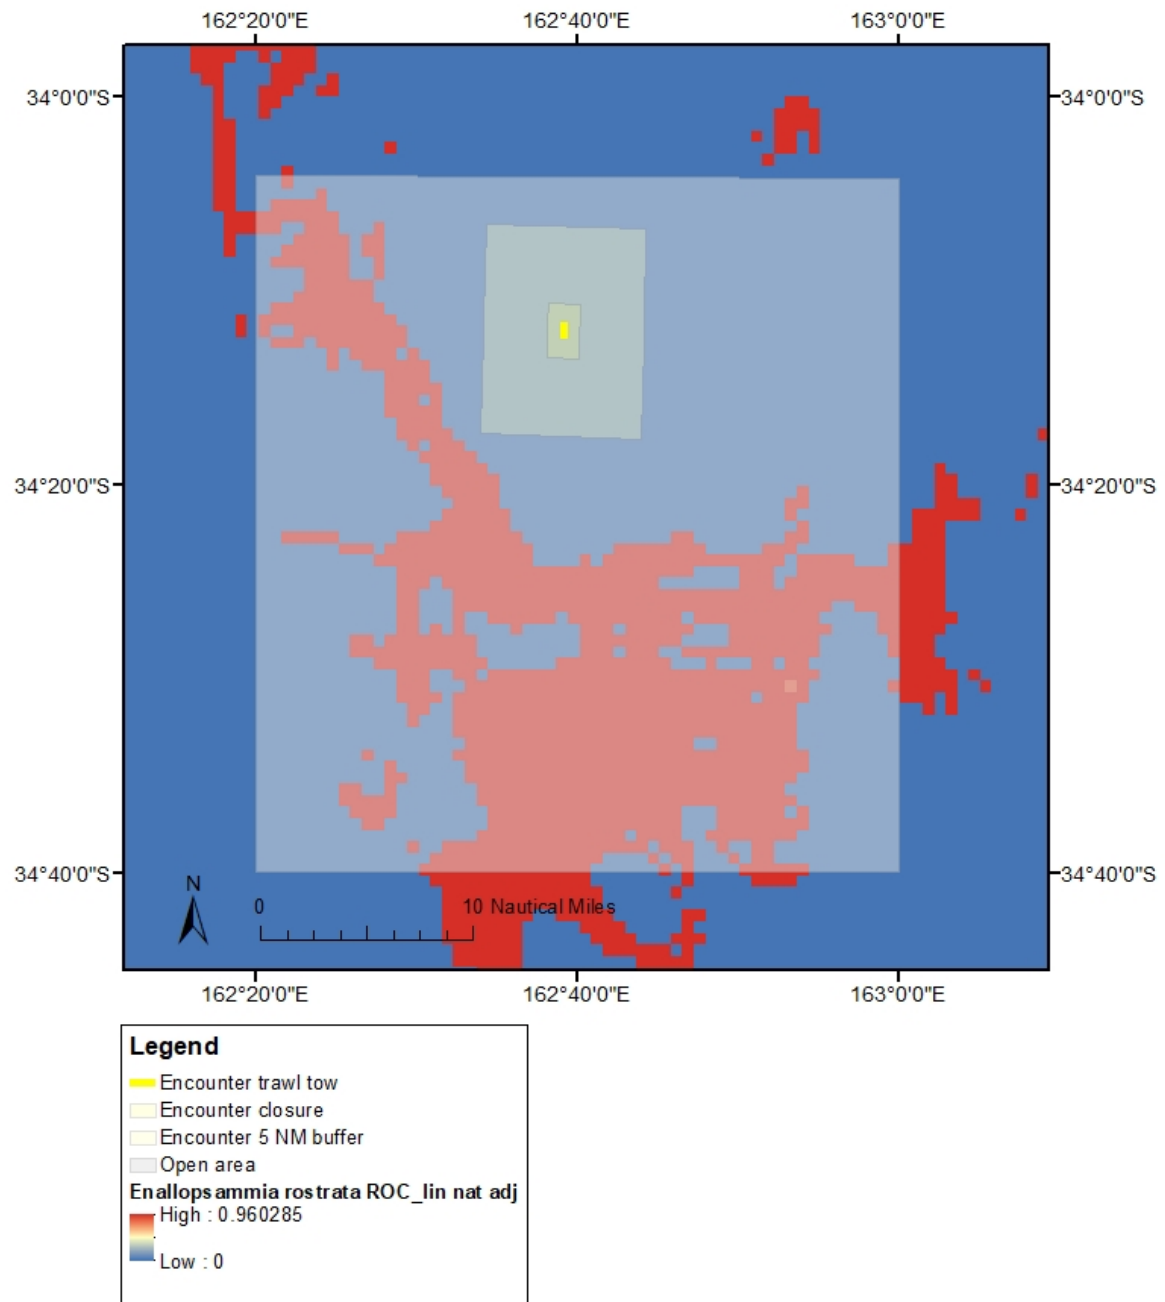 162°20'0"E 162°40'0"E 163°0'0"E
34°0'0"S 34°0'0"S
34°20'0"S 34°20'0"S
34°40'0"S 34°40'0"S
N
0 10 Nautical Miles
162°20'0"E 162°40'0"E 163°0'0"E
Legend
Encounter trawl tow
Encounter closure
Encounter 5 NM buffer
Open area
Enallopsammia rostrata ROC_lin nat adj
High : 0.960285
Low : 0